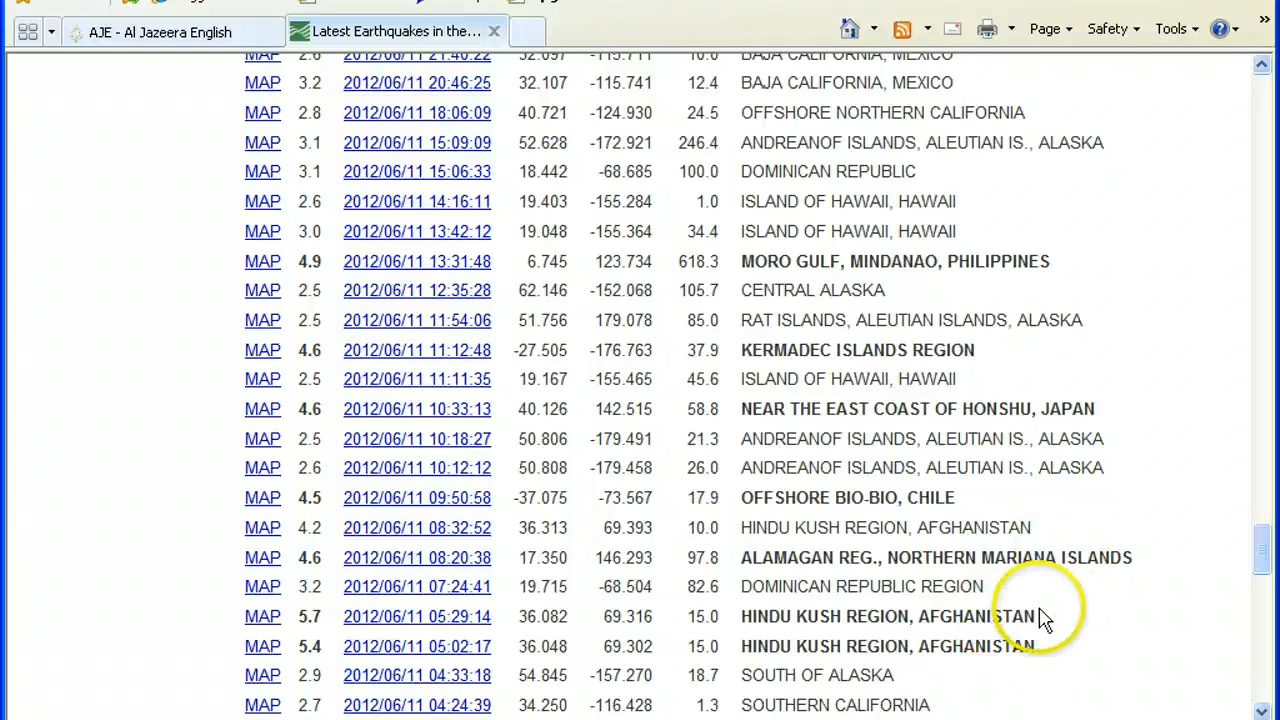 AJE - Al Jazeera English
Latest Earthquakes in the...
Page Safety Tools
MAP 2.6 2012/06/11 21:40:22 32.097 -115.711 10.0 BAJA CALIFORNIA, MEXICO
MAP 3.2 2012/06/11 20:46:25 32.107 -115.741 12.4 BAJA CALIFORNIA, MEXICO
MAP 2.8 2012/06/11 18:06:09 40.721 -124.930 24.5 OFFSHORE NORTHERN CALIFORNIA
MAP 3.1 2012/06/11 15:09:09 52.628 -172.921 246.4 ANDREANOF ISLANDS, ALEUTIAN IS., ALASKA
MAP 3.1 2012/06/11 15:06:33 18.442 -68.685 100.0 DOMINICAN REPUBLIC
MAP 2.6 2012/06/11 14:16:11 19.403 -155.284 1.0 ISLAND OF HAWAII, HAWAII
MAP 3.0 2012/06/11 13:42:12 19.048 -155.364 34.4 ISLAND OF HAWAII, HAWAII
MAP 4.9 2012/06/11 13:31:48 6.745 123.734 618.3 MORO GULF, MINDANAO, PHILIPPINES
MAP 2.5 2012/06/11 12:35:28 62.146 -152.068 105.7 CENTRAL ALASKA
MAP 2.5 2012/06/11 11:54:06 51.756 179.078 85.0 RAT ISLANDS, ALEUTIAN ISLANDS, ALASKA
MAP 4.6 2012/06/11 11:12:48 -27.505 -176.763 37.9 KERMADEC ISLANDS REGION
MAP 2.5 2012/06/11 11:11:35 19.167 -155.465 45.6 ISLAND OF HAWAII, HAWAII
MAP 4.6 2012/06/11 10:33:13 40.126 142.515 58.8 NEAR THE EAST COAST OF HONSHU, JAPAN
MAP 2.5 2012/06/11 10:18:27 50.806 -179.491 21.3 ANDREANOF ISLANDS, ALEUTIAN IS., ALASKA
MAP 2.6 2012/06/11 10:12:12 50.808 -179.458 26.0 ANDREANOF ISLANDS, ALEUTIAN IS., ALASKA
MAP 4.5 2012/06/11 09:50:58 -37.075 -73.567 17.9 OFFSHORE BIO-BIO, CHILE
MAP 4.2 2012/06/11 08:32:52 36.313 69.393 10.0 HINDU KUSH REGION, AFGHANISTAN
MAP 4.6 2012/06/11 08:20:38 17.350 146.293 97.8 ALAMAGAN REG., NORTHERN MARIANA ISLANDS
MAP 3.2 2012/06/11 07:24:41 19.715 -68.504 82.6 DOMINICAN REPUBLIC REGION
MAP 5.7 2012/06/11 05:29:14 36.082 69.316 15.0 HINDU KUSH REGION, AFGHANISTAN
MAP 5.4 2012/06/11 05:02:17 36.048 69.302 15.0 HINDU KUSH REGION, AFGHANISTAN
MAP 2.9 2012/06/11 04:33:18 54.845 -157.270 18.7 SOUTH OF ALASKA
MAP 2.7 2012/06/11 04:24:39 34.250 -116.428 1.3 SOUTHERN CALIFORNIA